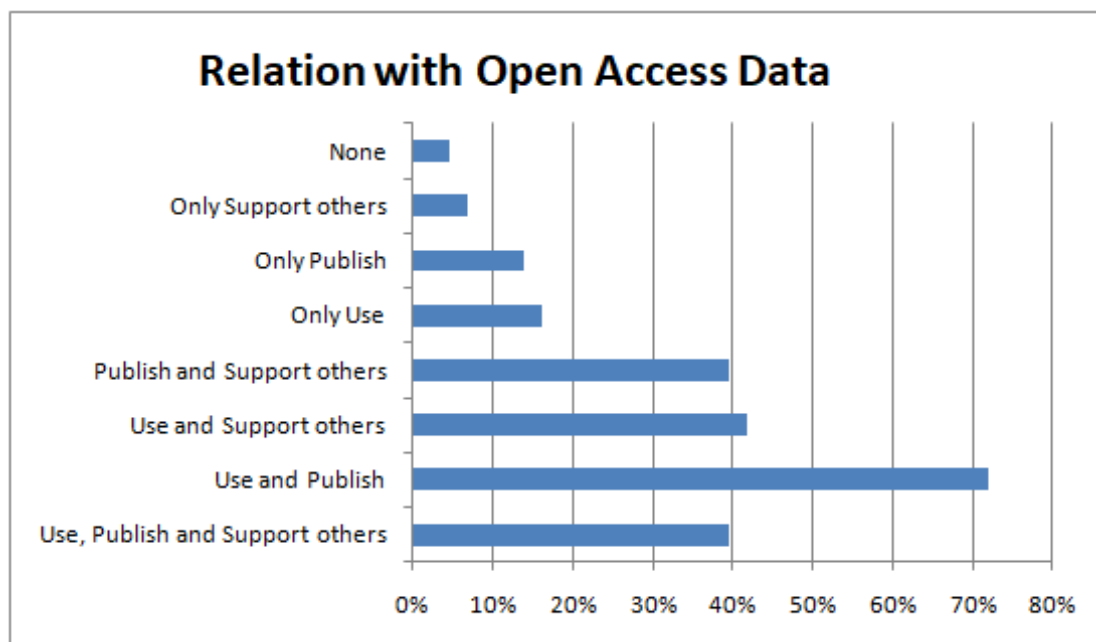 Relation with Open Access Data
None
Only Support others
Only Publish
Only Use
Publish and Support others
Use and Support others
Use and Publish
Use, Publish and Support others
0% 10% 20% 30% 40% 50% 60% 70% 80%